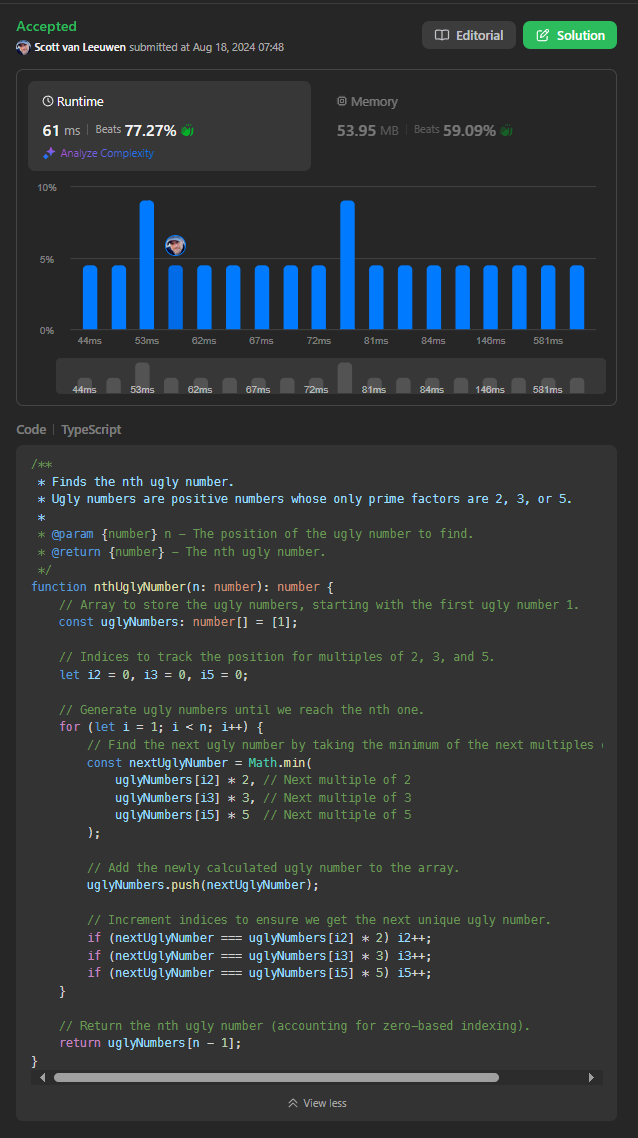 Accepted
Editorial
Solution
Scott van Leeuwen submitted at Aug 18, 2024 07:48
Runtime
Memory
61 ms | Beats 77.27%
53.95 MB | Beats 59.09%
Analyze Complexity
10%
5%
0%
44ms 53ms 62ms 67ms 72ms 81ms 84ms 146ms 581ms
44ms 53ms 62ms 67ms 72ms 81ms 84ms 146ms 581ms
Code | TypeScript
/**
 * Finds the nth ugly number.
 * Ugly numbers are positive numbers whose only prime factors are 2, 3, or 5.
 *
 * @param {number} n – The position of the ugly number to find.
 * @return {number} – The nth ugly number.
 */
function nthUglyNumber(n: number): number {
    // Array to store the ugly numbers, starting with the first ugly number 1.
    const uglyNumbers: number[] = [1];
    // Indices to track the position for multiples of 2, 3, and 5.
    let i2 = 0, i3 = 0, i5 = 0;
    // Generate ugly numbers until we reach the nth one.
    for (let i = 1; i < n; i++) {
        // Find the next ugly number by taking the minimum of the next multiples
        const nextUglyNumber = Math.min(
            uglyNumbers[i2] * 2, // Next multiple of 2
            uglyNumbers[i3] * 3, // Next multiple of 3
            uglyNumbers[i5] * 5  // Next multiple of 5
        );
        // Add the newly calculated ugly number to the array.
        uglyNumbers.push(nextUglyNumber);
        // Increment indices to ensure we get the next unique ugly number.
        if (nextUglyNumber === uglyNumbers[i2] * 2) i2++;
        if (nextUglyNumber === uglyNumbers[i3] * 3) i3++;
        if (nextUglyNumber === uglyNumbers[i5] * 5) i5++;
    }
    // Return the nth ugly number (accounting for zero-based indexing).
    return uglyNumbers[n - 1];
}
View less